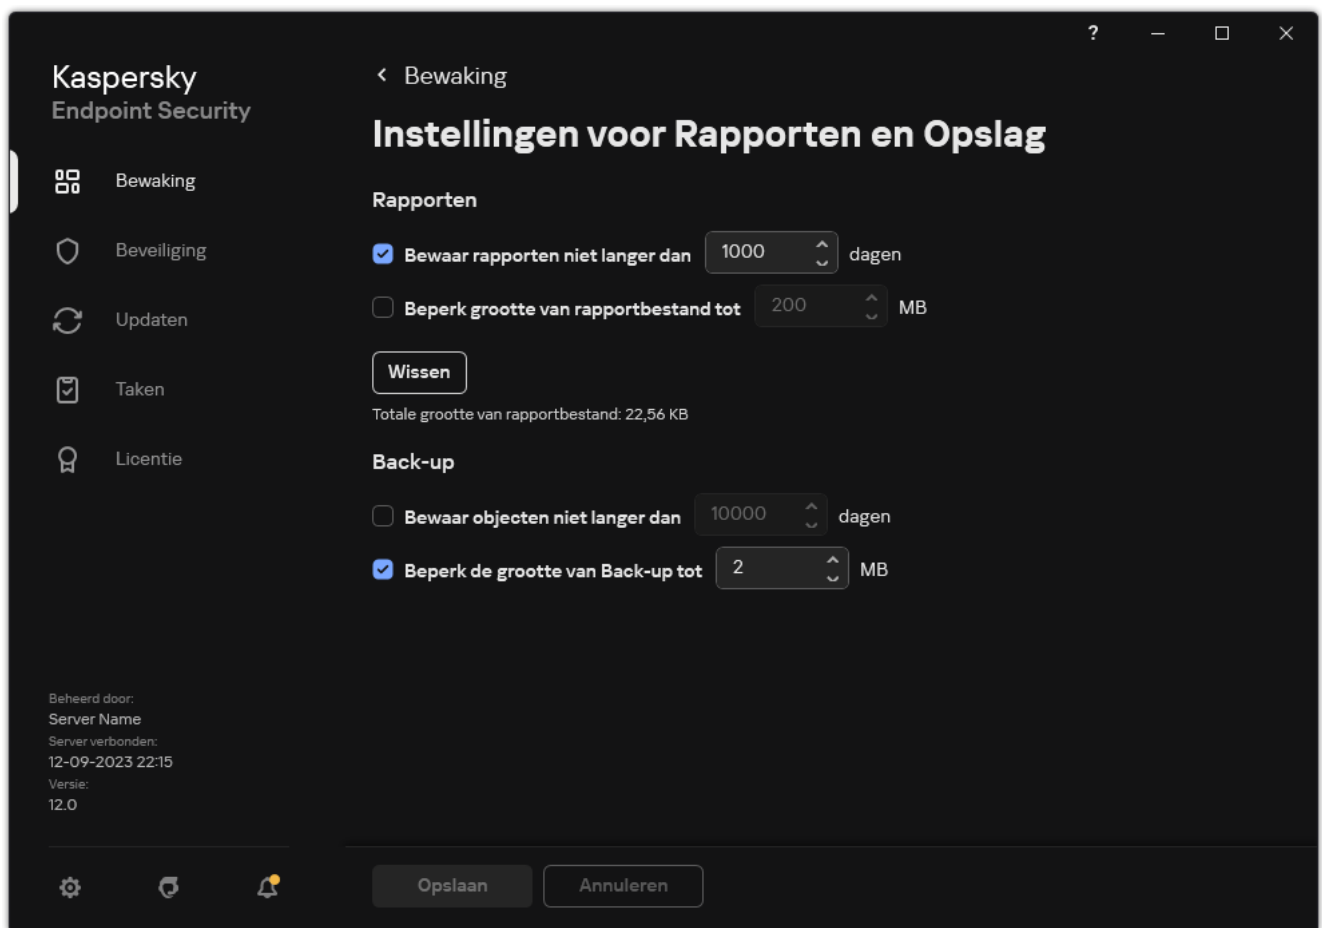 ?
Kaspersky
Endpoint Security
Bewaking
Beveiliging
Updaten
Taken
Licentie
Beheerd door:
Server Name
Server verbonden:
12-09-2023 22:15
Versie:
12.0
Bewaking
Instellingen voor Rapporten en Opslag
Rapporten
Bewaar rapporten niet langer dan 1000 dagen
Beperk grootte van rapportbestand tot 200 MB
Wissen
Totale grootte van rapportbestand: 22,56 KB
Back-up
Bewaar objecten niet langer dan 10000 dagen
Beperk de grootte van Back-up tot 2 MB
Opslaan Annuleren